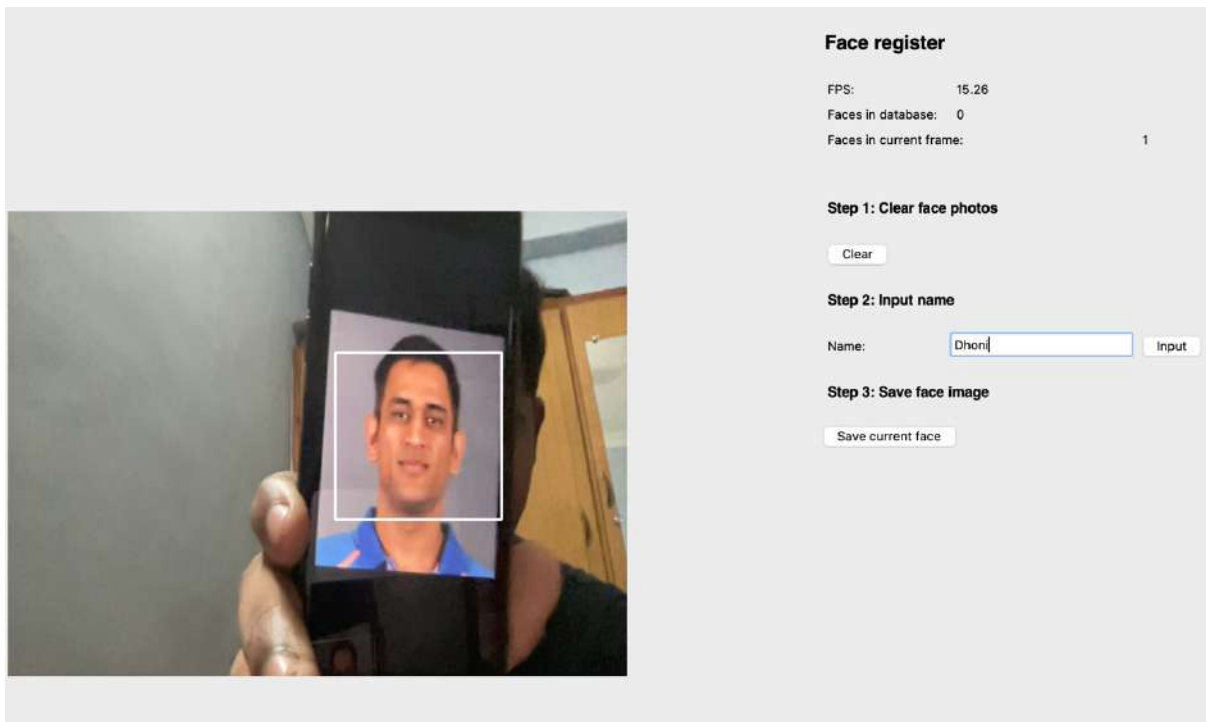 Face register
FPS: 15.26
Faces in database: 0
Faces in current frame: 1
Step 1: Clear face photos
Clear
Step 2: Input name
Name: Dhoni Input
Step 3: Save face image
Save current face